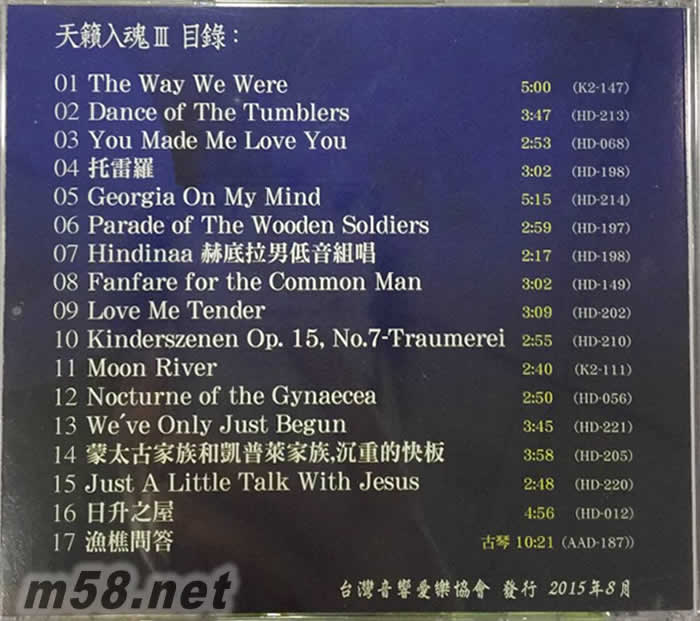 天籟入魂 III 目錄：
01 The Way We Were 5:00 (K2-147)
02 Dance of The Tumblers 3:47 (HD-213)
03 You Made Me Love You 2:53 (HD-068)
04 托雷羅 3:02 (HD-198)
05 Georgia On My Mind 5:15 (HD-214)
06 Parade of The Wooden Soldiers 2:59 (HD-197)
07 Hindinaa 赫底拉男低音組唱 2:17 (HD-198)
08 Fanfare for the Common Man 3:02 (HD-149)
09 Love Me Tender 3:09 (HD-202)
10 Kinderszenen Op. 15, No.7-Traumerei 2:55 (HD-210)
11 Moon River 2:40 (K2-111)
12 Nocturne of the Gynaecea 2:50 (HD-056)
13 We´ve Only Just Begun 3:45 (HD-221)
14 蒙太古家族和凱普萊家族,沉重的快板 3:58 (HD-205)
15 Just A Little Talk With Jesus 2:48 (HD-220)
16 日升之屋 4:56 (HD-012)
17 漁樵問答 古琴 10:21 (AAD-187))
台灣音響愛樂協會 發行 2015年8月
m58.net